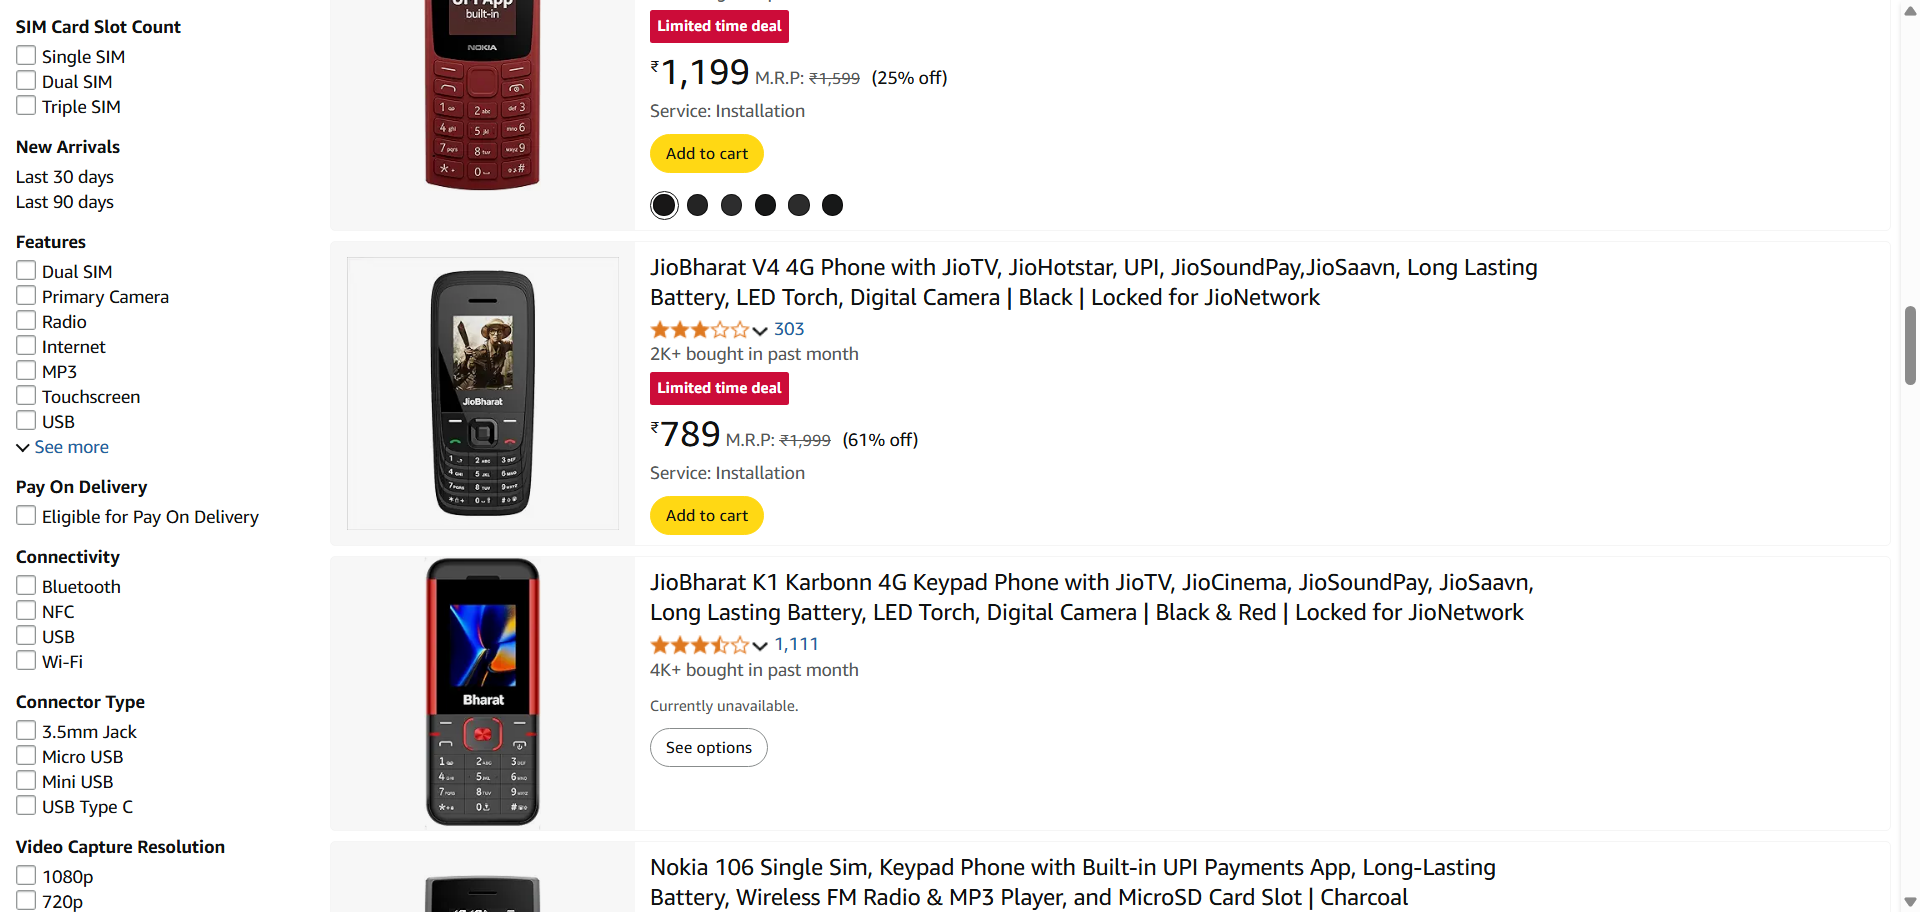 SIM Card Slot Count
Single SIM
Dual SIM
Triple SIM
New Arrivals
Last 30 days
Last 90 days
Features
Dual SIM
Primary Camera
Radio
Internet
MP3
Touchscreen
USB
See more
Pay On Delivery
Eligible for Pay On Delivery
Connectivity
Bluetooth
NFC
USB
Wi-Fi
Connector Type
3.5mm Jack
Micro USB
Mini USB
USB Type C
Video Capture Resolution
1080p
720p
built-in
NOKIA
Limited time deal
₹1,199 M.R.P: ₹1,599 (25% off)
Service: Installation
Add to cart
JioBharat
JioBharat V4 4G Phone with JioTV, JioHotstar, UPI, JioSoundPay,JioSaavn, Long Lasting
Battery, LED Torch, Digital Camera | Black | Locked for JioNetwork
303
2K+ bought in past month
Limited time deal
₹789 M.R.P: ₹1,999 (61% off)
Service: Installation
Add to cart
Bharat
JioBharat K1 Karbonn 4G Keypad Phone with JioTV, JioCinema, JioSoundPay, JioSaavn,
Long Lasting Battery, LED Torch, Digital Camera | Black & Red | Locked for JioNetwork
1,111
4K+ bought in past month
Currently unavailable.
See options
Nokia 106 Single Sim, Keypad Phone with Built-in UPI Payments App, Long-Lasting
Battery, Wireless FM Radio & MP3 Player, and MicroSD Card Slot | Charcoal